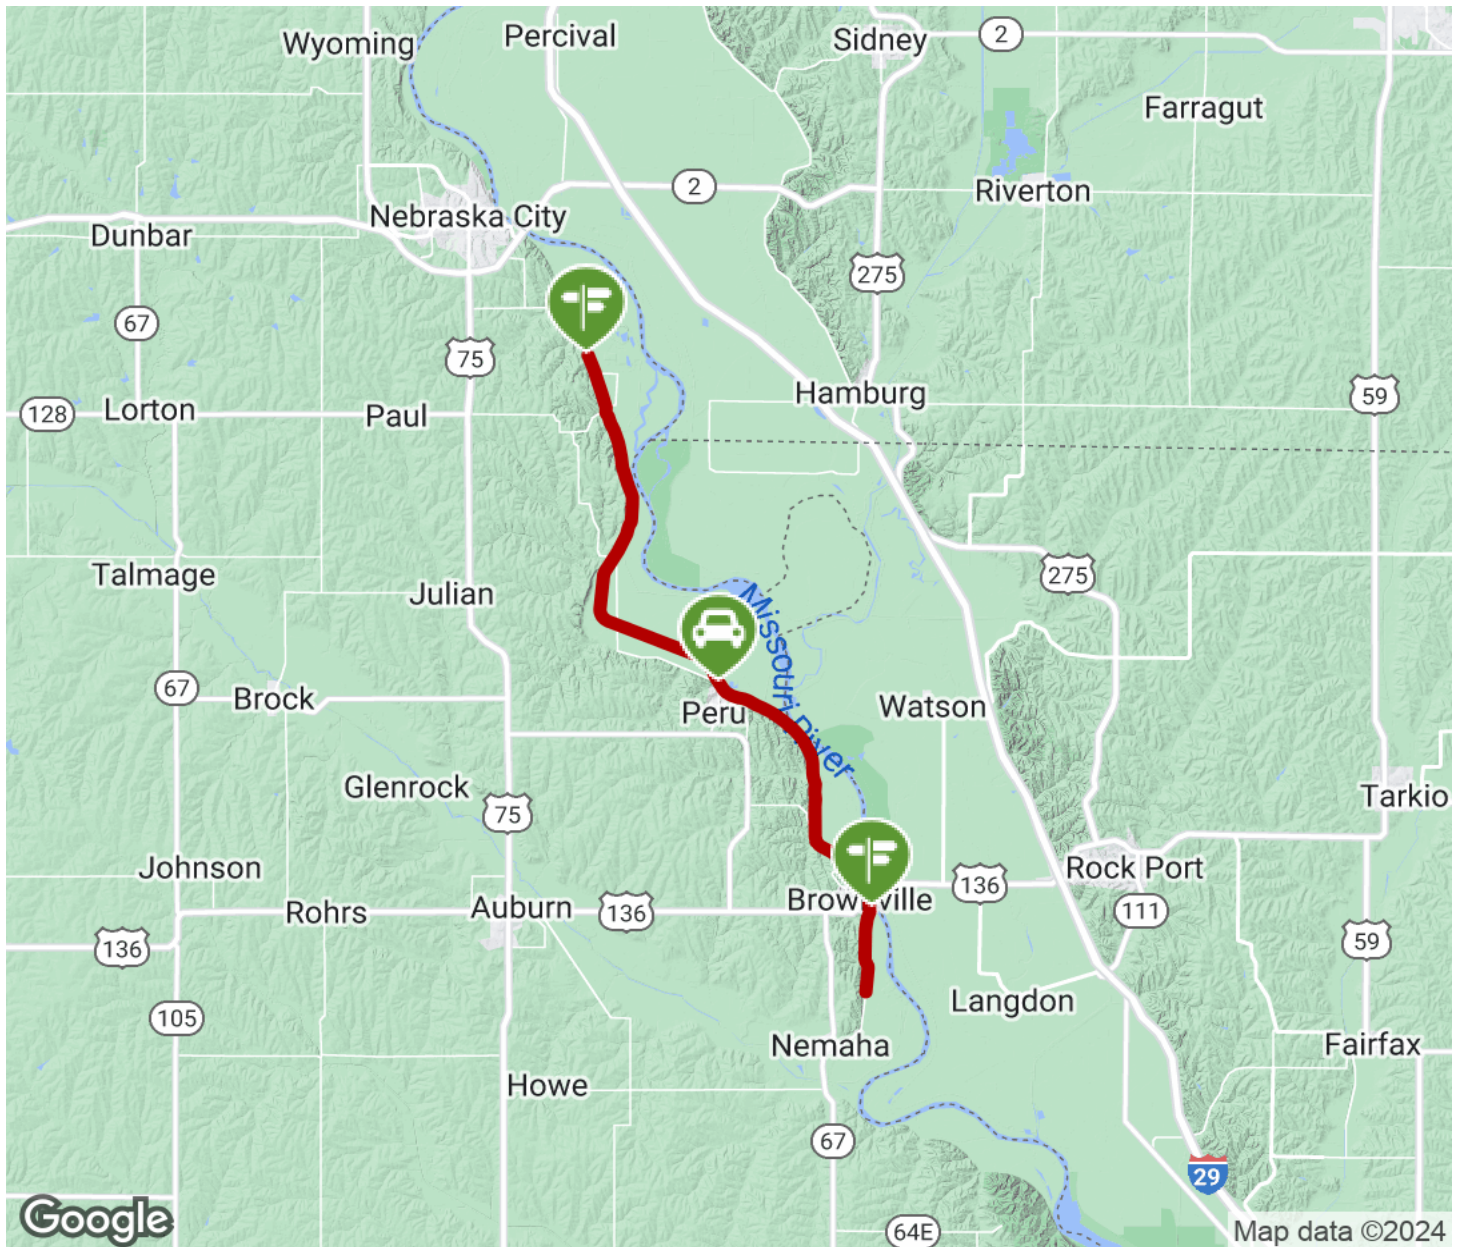 Wyoming
Percival
Sidney
2
Farragut
2
Riverton
Nebraska City
Dunbar
275
67
75
Hamburg
59
128
Lorton
Paul
Talmage
Julian
275
Missouri River
67
Brock
Peru
Watson
Glenrock
75
Tarkio
Johnson
Rock Port
136
Brownville
Rohrs
Auburn
136
111
136
59
Langdon
105
Nemaha
Fairfax
Howe
67
29
Google
64E
Map data ©2024